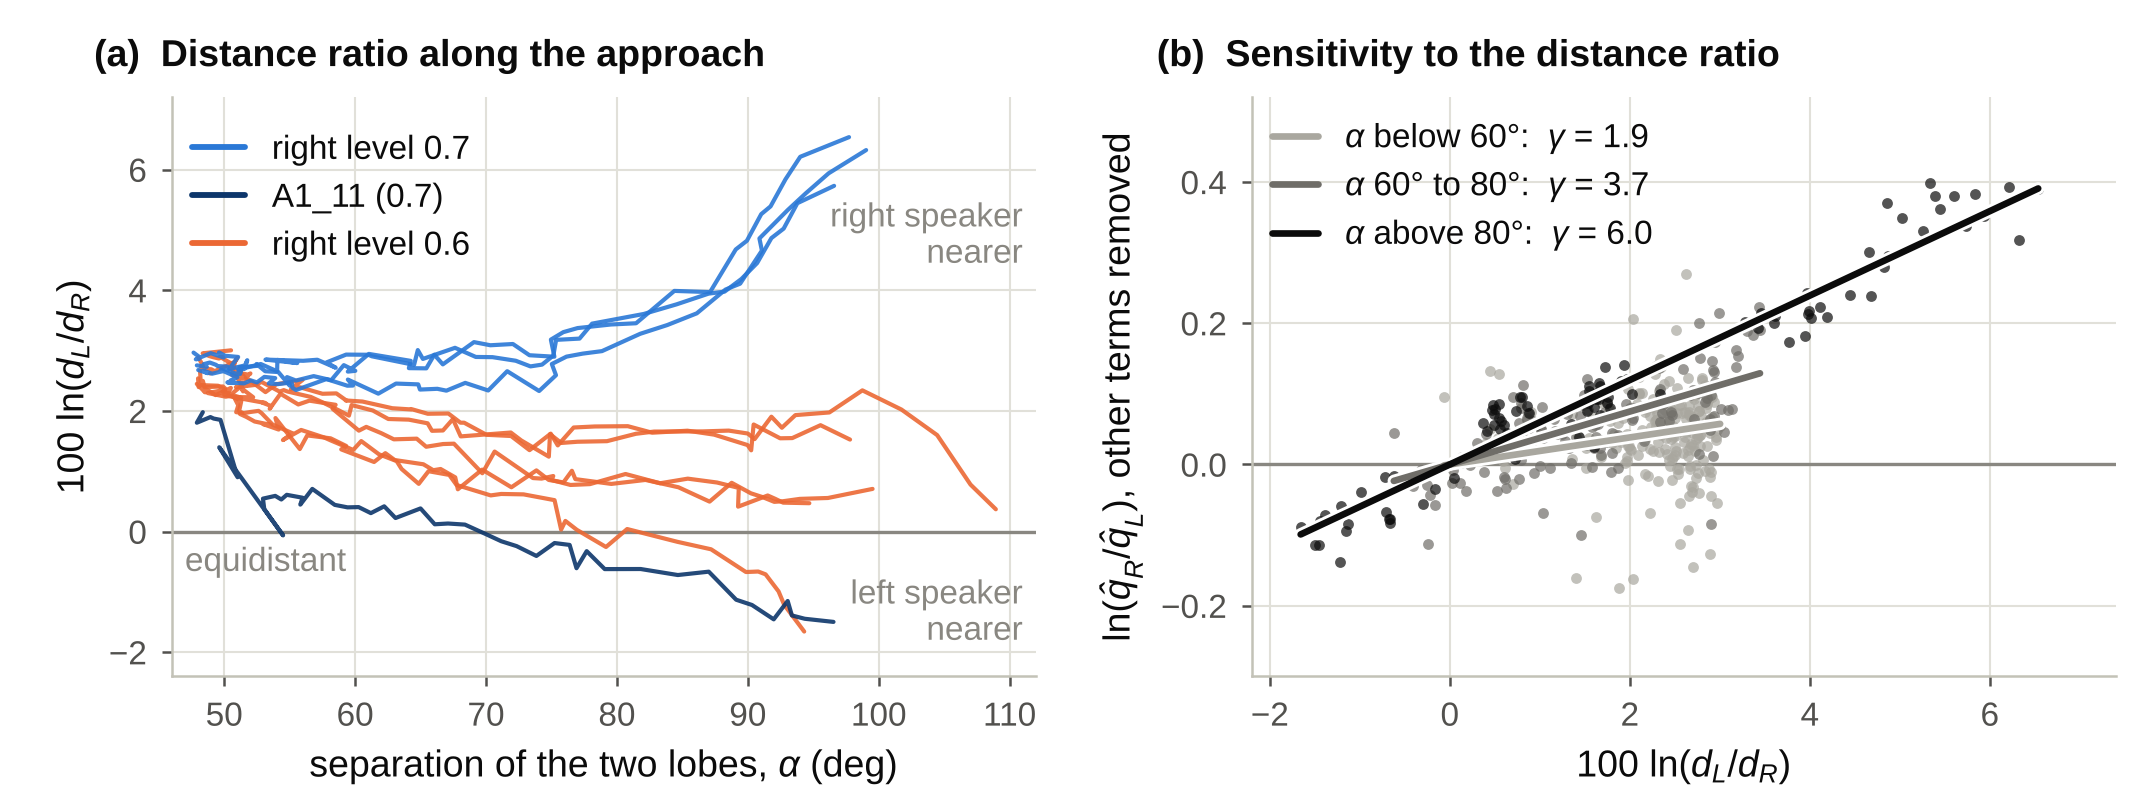 (a) Distance ratio along the approach
100 ln(d_L/d_R)
6
4
2
0
−2
right level 0.7
A1_11 (0.7)
right level 0.6
right speaker
nearer
equidistant
left speaker
nearer
50 60 70 80 90 100 110
separation of the two lobes, α (deg)
(b) Sensitivity to the distance ratio
ln(q̂_R/q̂_L), other terms removed
0.4
0.2
0.0
−0.2
α below 60°: γ = 1.9
α 60° to 80°: γ = 3.7
α above 80°: γ = 6.0
−2 0 2 4 6
100 ln(d_L/d_R)